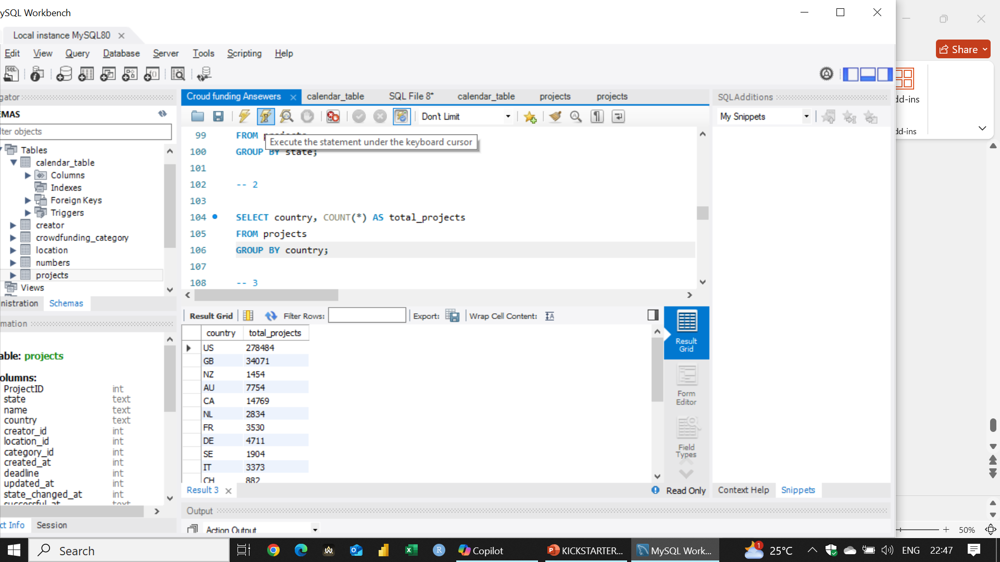 ySQL Workbench
Local instance MySQL80
Edit View Query Database Server Tools Scripting Help
Share
gator
Croud funding Ansewers calendar_table SQL File 8* calendar_table projects projects
SQLAdditions
dd-ins
EMAS
Don't Limit
My Snippets
lter objects
dd-ins
99 FROM
Execute the statement under the keyboard cursor
100 GROUP BY state;
101
102 -- 2
103
104 SELECT country, COUNT(*) AS total_projects
105 FROM projects
106 GROUP BY country;
107
108 -- 3
Tables
calendar_table
Columns
Indexes
Foreign Keys
Triggers
creator
crowdfunding_category
location
numbers
projects
Views
nistration Schemas
mation
able: projects
olumns:
ProjectID int
state text
name text
country text
creator_id int
location_id int
category_id int
created_at int
deadline int
updated_at int
state_changed_at int
successful_at text
ct Info Session
Result Grid Filter Rows: Export: Wrap Cell Content:
country total_projects
US 278484
GB 34071
NZ 1454
AU 7754
CA 14769
NL 2834
FR 3530
DE 4711
SE 1904
IT 3373
CH 882
Result Grid
Form Editor
Field Types
Result 3
Read Only
Context Help Snippets
Output
Action Output
50%
Search
Copilot
KICKSTARTER...
MySQL Work...
1
25°C
ENG
22:47